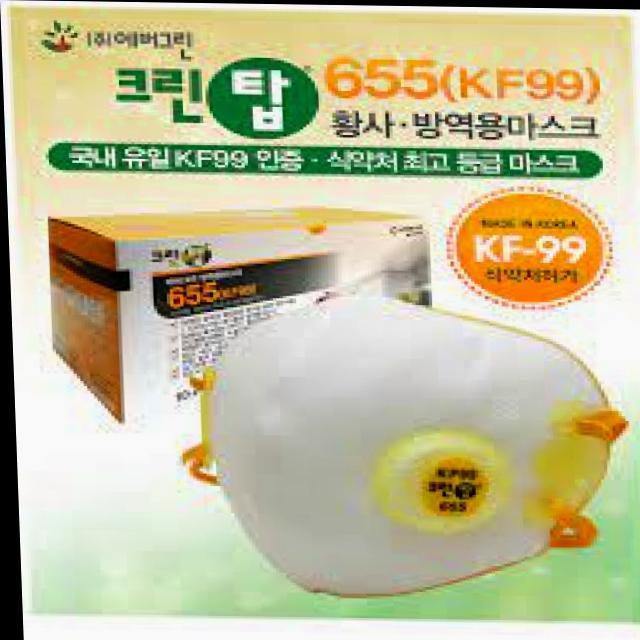 (주)에버그린
크린탑 655(KF99)
황사·방역용마스크
국내 유일 KF99 인증 · 식약처 최고 등급 마스크
MADE IN KOREA
KF-99
식약처허가
크린탑
655(KF99)
KF99
크린탑
655